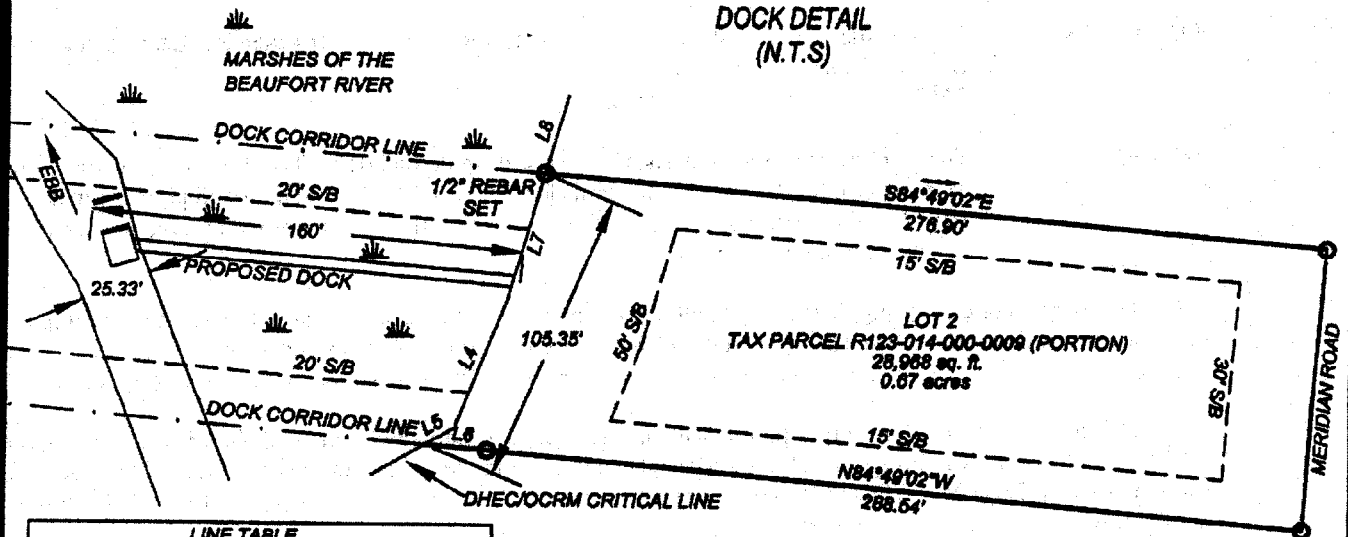 DOCK DETAIL
(N.T.S)
MARSHES OF THE
BEAUFORT RIVER
DOCK CORRIDOR LINE
L8
EBB
20' S/B
1/2" REBAR
SET
S84°49'02"E
276.90'
160'
L7
15' S/B
PROPOSED DOCK
25.33'
105.35'
50' S/B
LOT 2
TAX PARCEL R123-014-000-0009 (PORTION)
28,968 sq. ft.
0.67 acres
30' S/B
MERIDIAN ROAD
L4
20' S/B
DOCK CORRIDOR LINE
L5
L6
15' S/B
N84°49'02"W
268.54'
DHEC/OCRM CRITICAL LINE
LINE TABLE